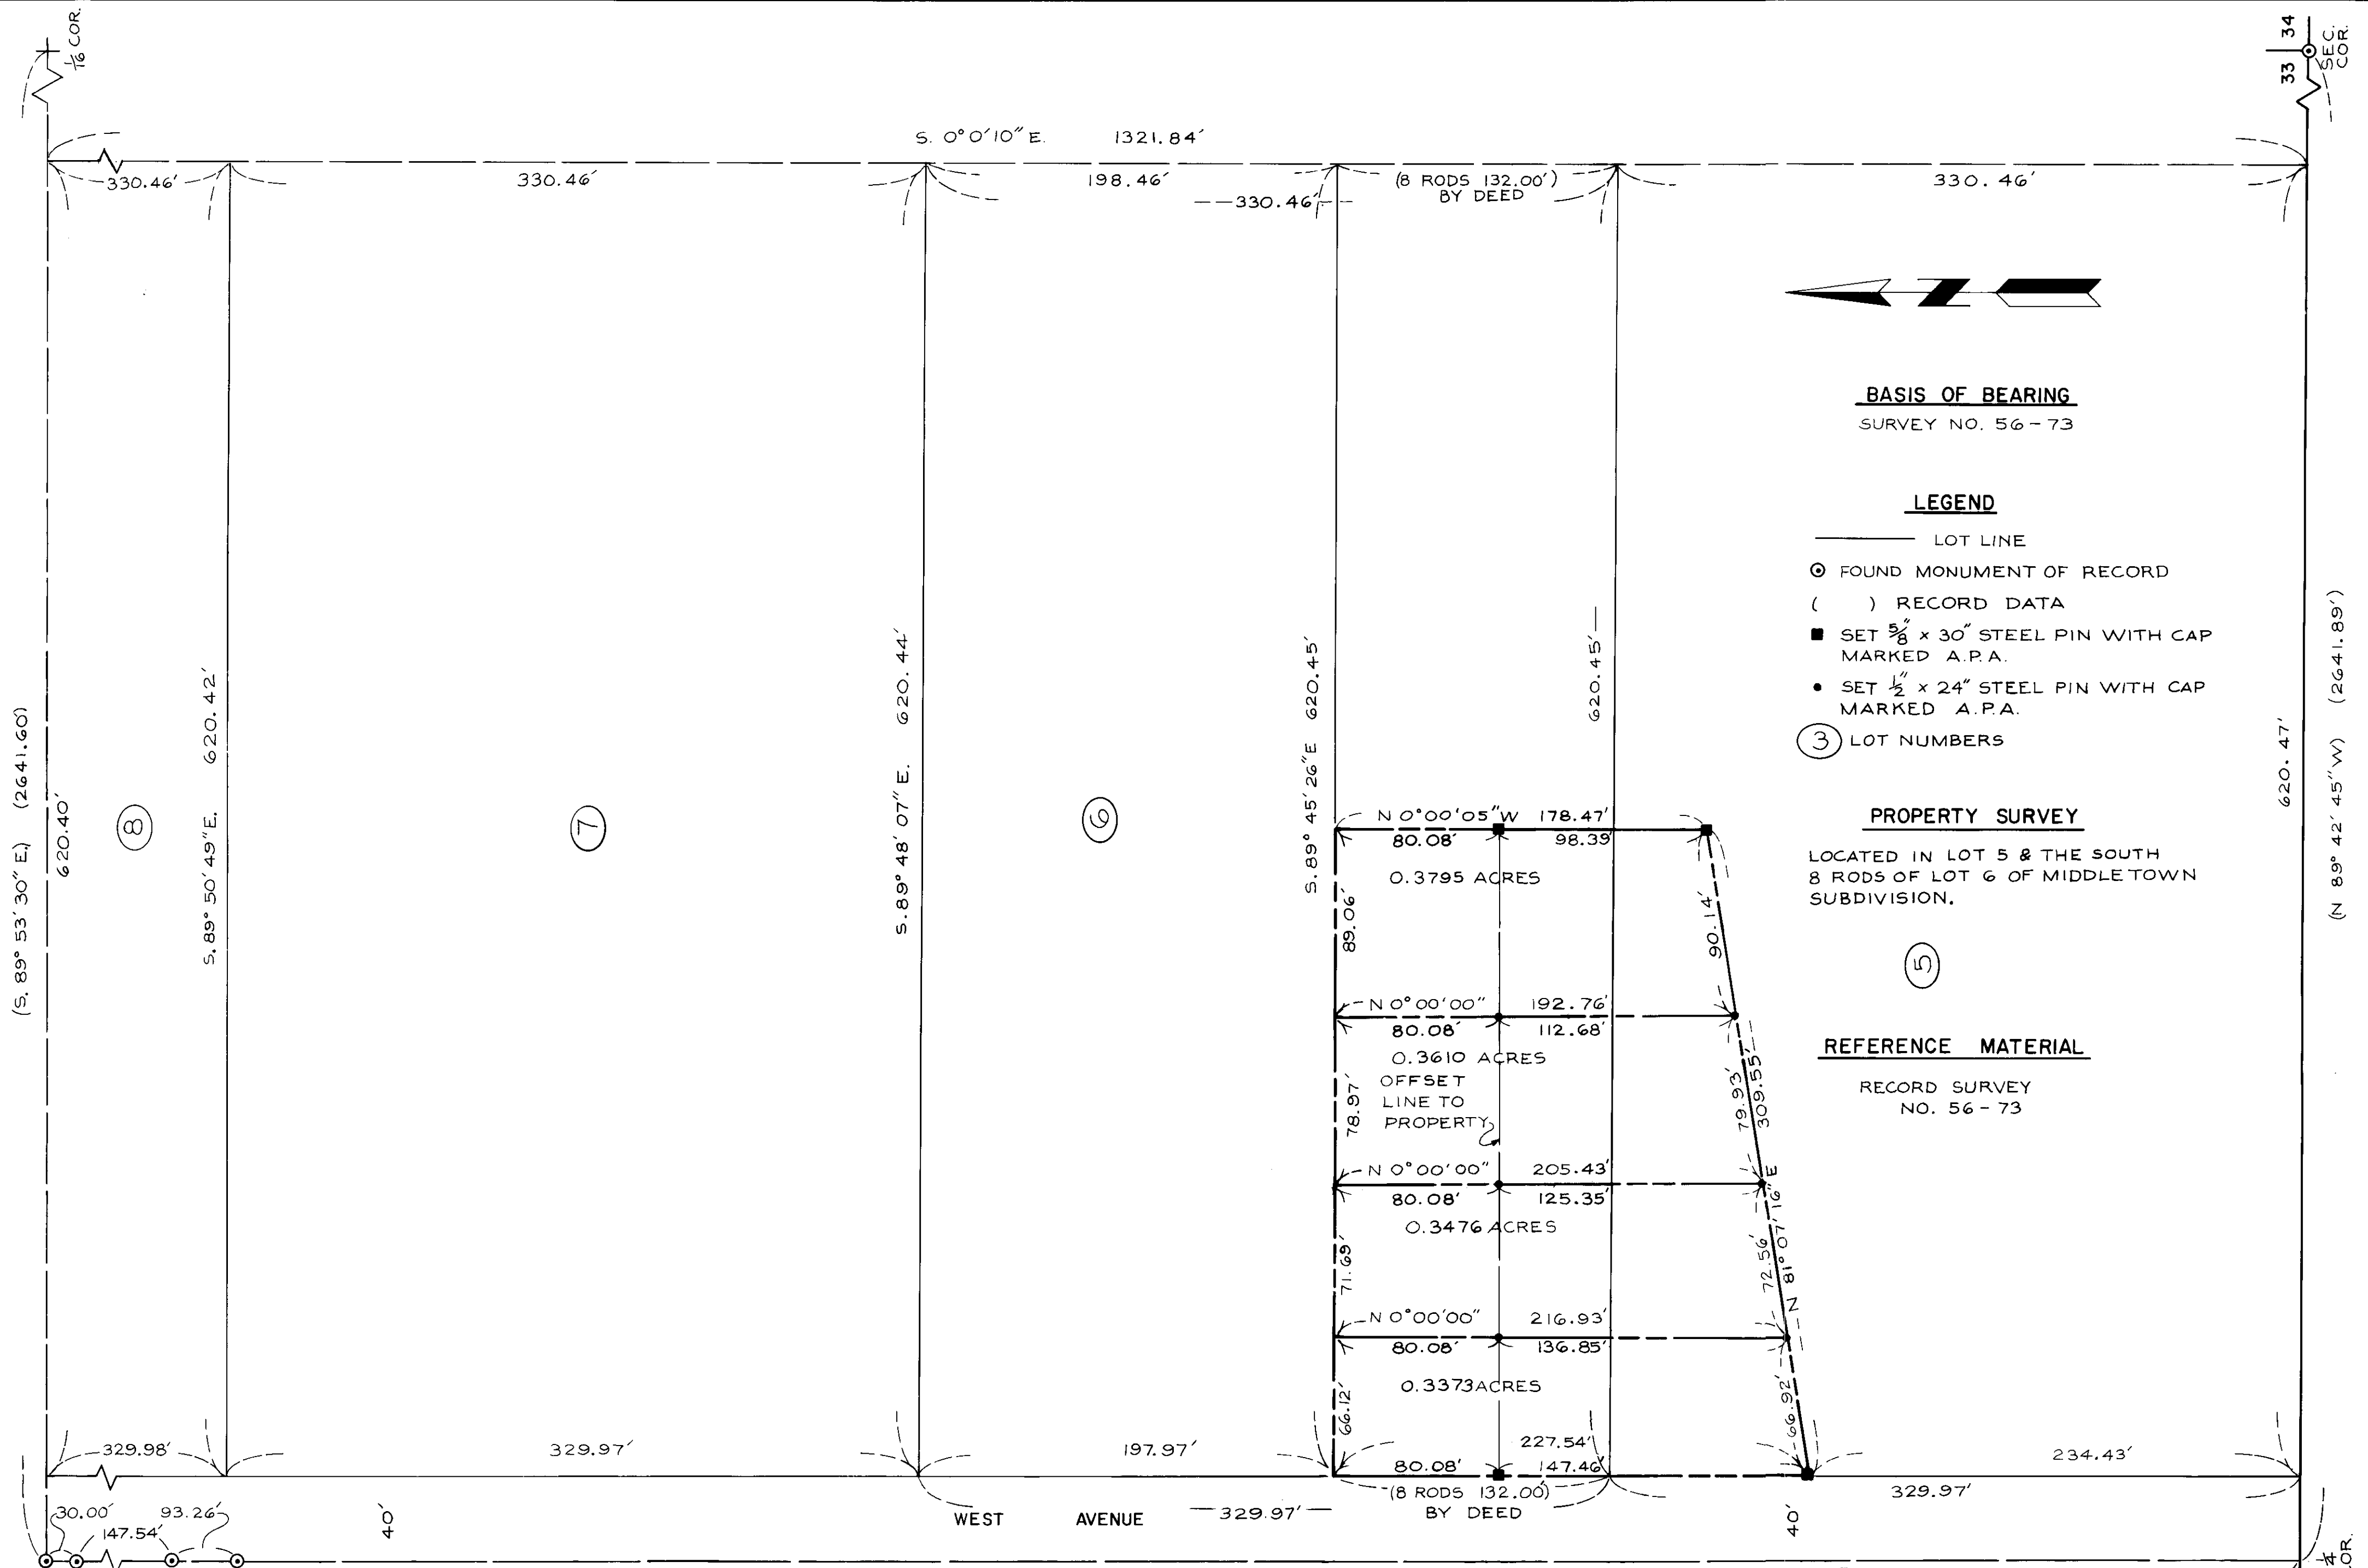 1/16 COR.
33 34
SEC. COR.
S. 0°0'10" E. 1321.84'
330.46'
330.46'
198.46'
330.46'
(8 RODS 132.00')
BY DEED
330.46'
BASIS OF BEARING
SURVEY NO. 56-73
LEGEND
LOT LINE
FOUND MONUMENT OF RECORD
( ) RECORD DATA
SET 5/8" x 30" STEEL PIN WITH CAP
MARKED A.P.A.
SET 1/2" x 24" STEEL PIN WITH CAP
MARKED A.P.A.
3 LOT NUMBERS
PROPERTY SURVEY
LOCATED IN LOT 5 & THE SOUTH
8 RODS OF LOT 6 OF MIDDLETOWN
SUBDIVISION.
5
REFERENCE MATERIAL
RECORD SURVEY
NO. 56-73
(S. 89° 53' 30" E.) (2641.60')
620.40'
8
S. 89° 50' 49" E. 620.42'
7
S. 89° 48' 07" E. 620.44'
6
S. 89° 45' 26" E 620.45'
620.45'
620.47'
(N 89° 42' 45" W) (2641.89')
N 0°00'05" W 178.47'
80.08' 98.39'
0.3795 ACRES
89.06'
90.14'
N 0°00'00" 192.76'
80.08' 112.68'
0.3610 ACRES
OFFSET
LINE TO
PROPERTY
78.97'
79.93'
309.55'
N 0°00'00" 205.43'
80.08' 125.35'
0.3476 ACRES
71.69'
72.56'
N 81° 07' 16" E
N 0°00'00" 216.93'
80.08' 136.85'
0.3373 ACRES
66.12'
66.92'
227.54'
80.08' 147.46'
(8 RODS 132.00')
BY DEED
329.98'
329.97'
197.97'
234.43'
329.97'
30.00' 93.26'
147.54'
40'
WEST AVENUE
329.97'
40'
1/4 COR.